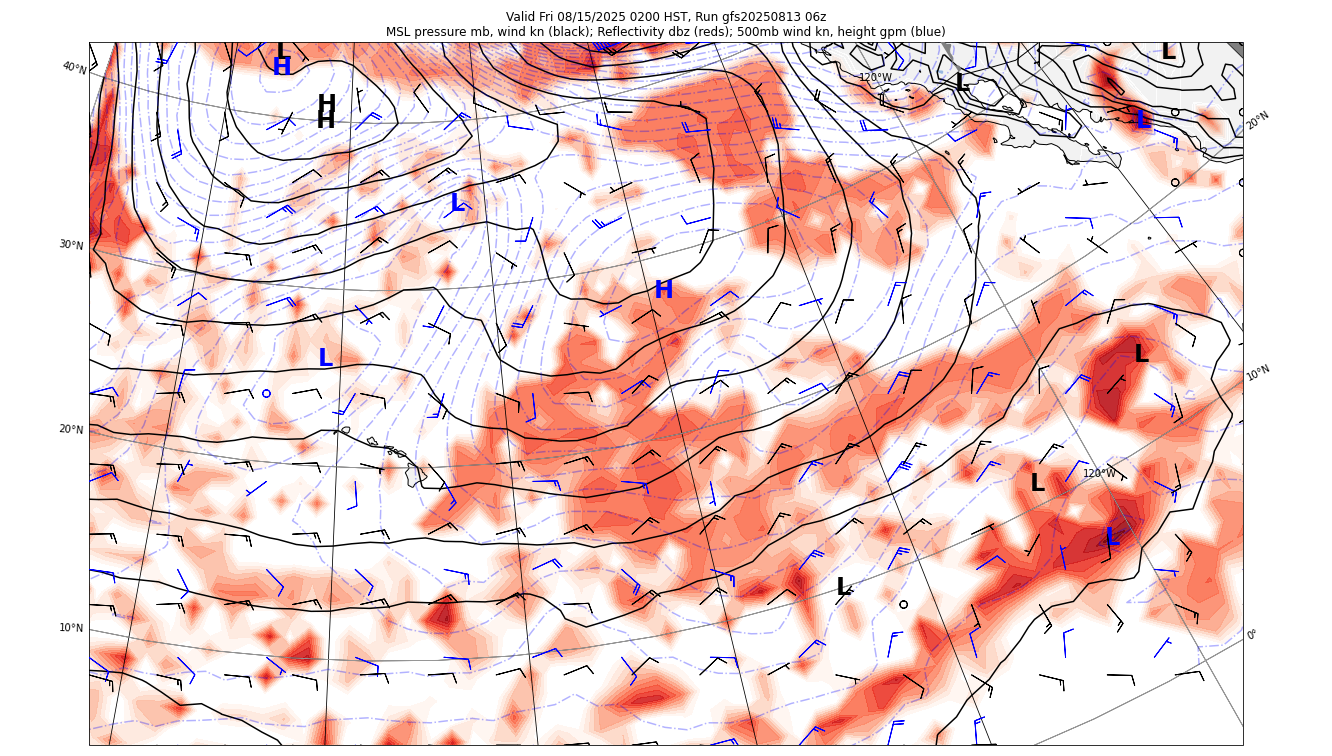 Valid Fri 08/15/2025 0200 HST, Run gfs20250813 06z
MSL pressure mb, wind kn (black); Reflectivity dbz (reds); 500mb wind kn, height gpm (blue)
L
L
H
40°N
120°W
L
H
H
L
20°N
L
30°N
H
L
L
10°N
20°N
120°W
L
L
L
10°N
0°